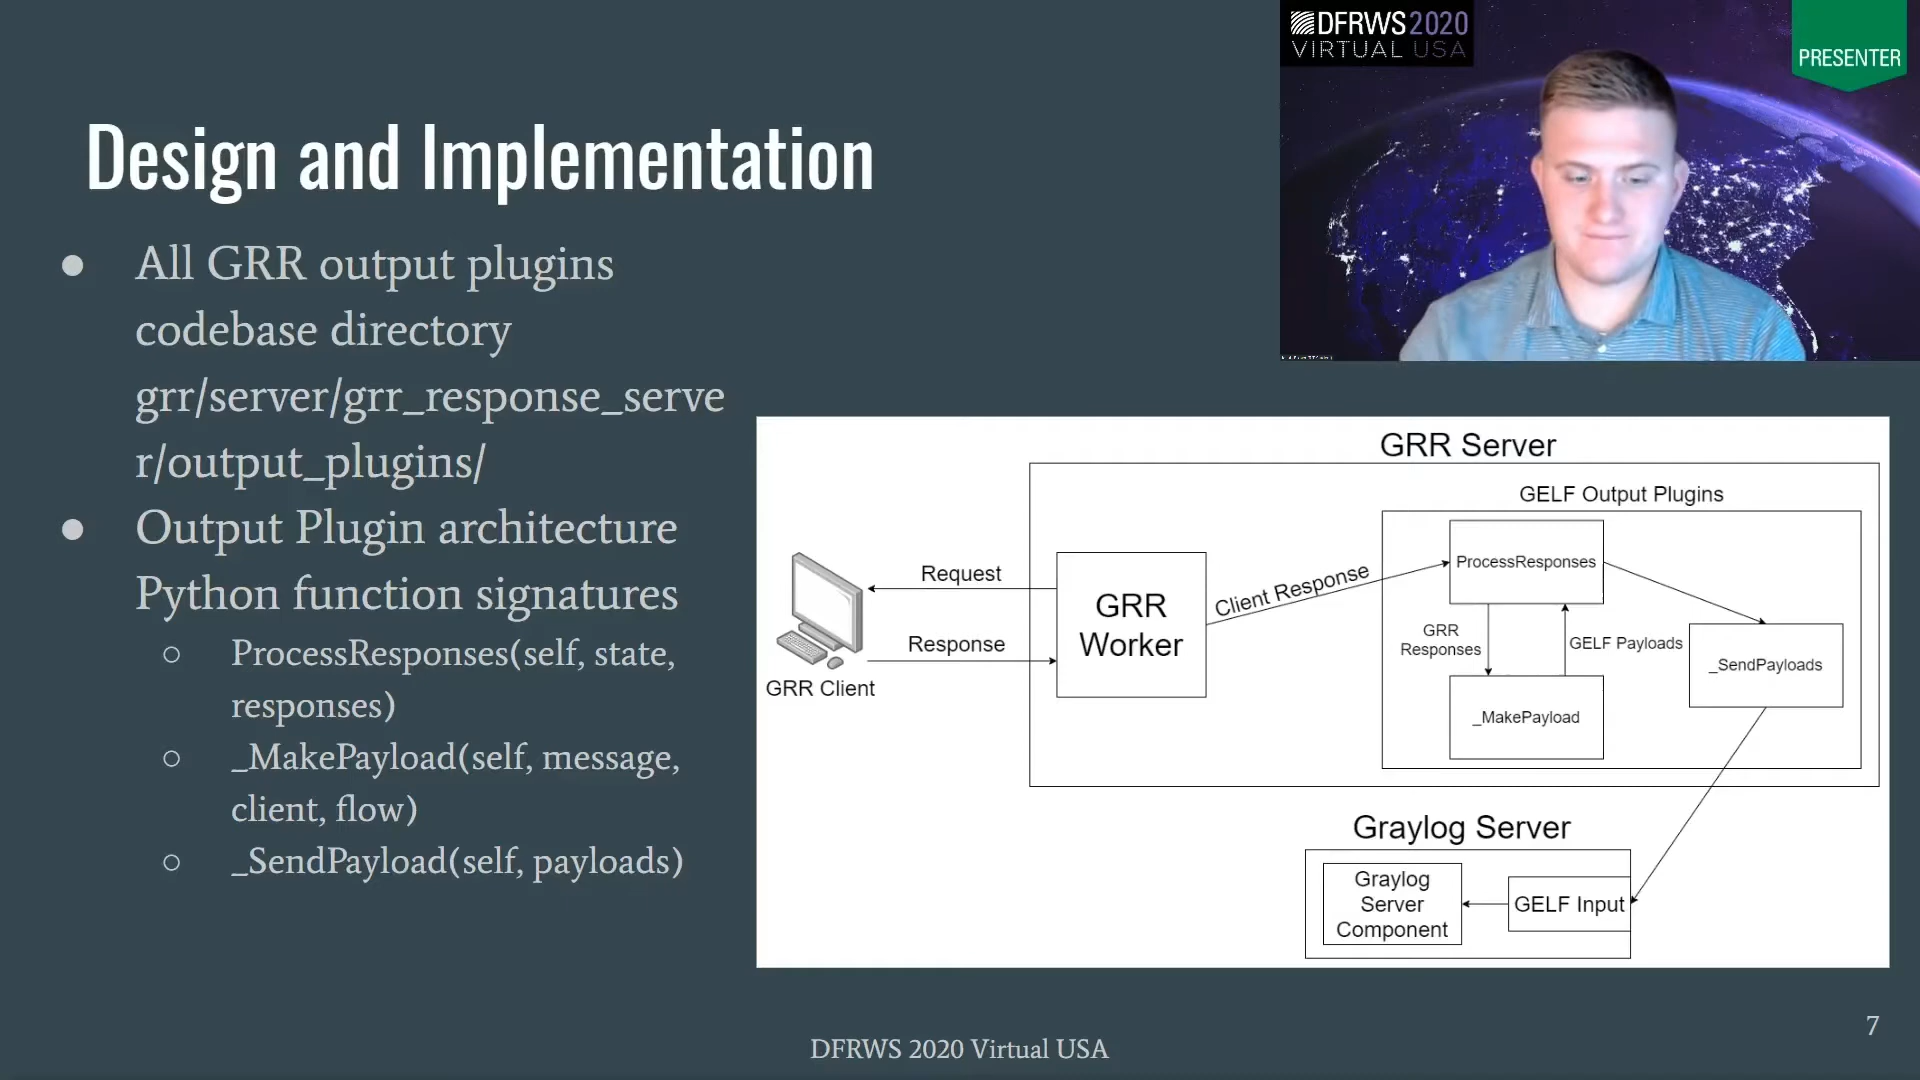 DFRWS2020
VIRTUAL USA
PRESENTER
Design and Implementation
● All GRR output plugins
codebase directory
grr/server/grr_response_serve
r/output_plugins/
● Output Plugin architecture
Python function signatures
○ ProcessResponses(self, state,
responses)
○ _MakePayload(self, message,
client, flow)
○ _SendPayload(self, payloads)
GRR Server
GELF Output Plugins
ProcessResponses
Request
Client Response
GRR
Worker
GRR
Responses
GELF Payloads
Response
_SendPayloads
GRR Client
_MakePayload
Graylog Server
Graylog
Server
Component
GELF Input
7
DFRWS 2020 Virtual USA